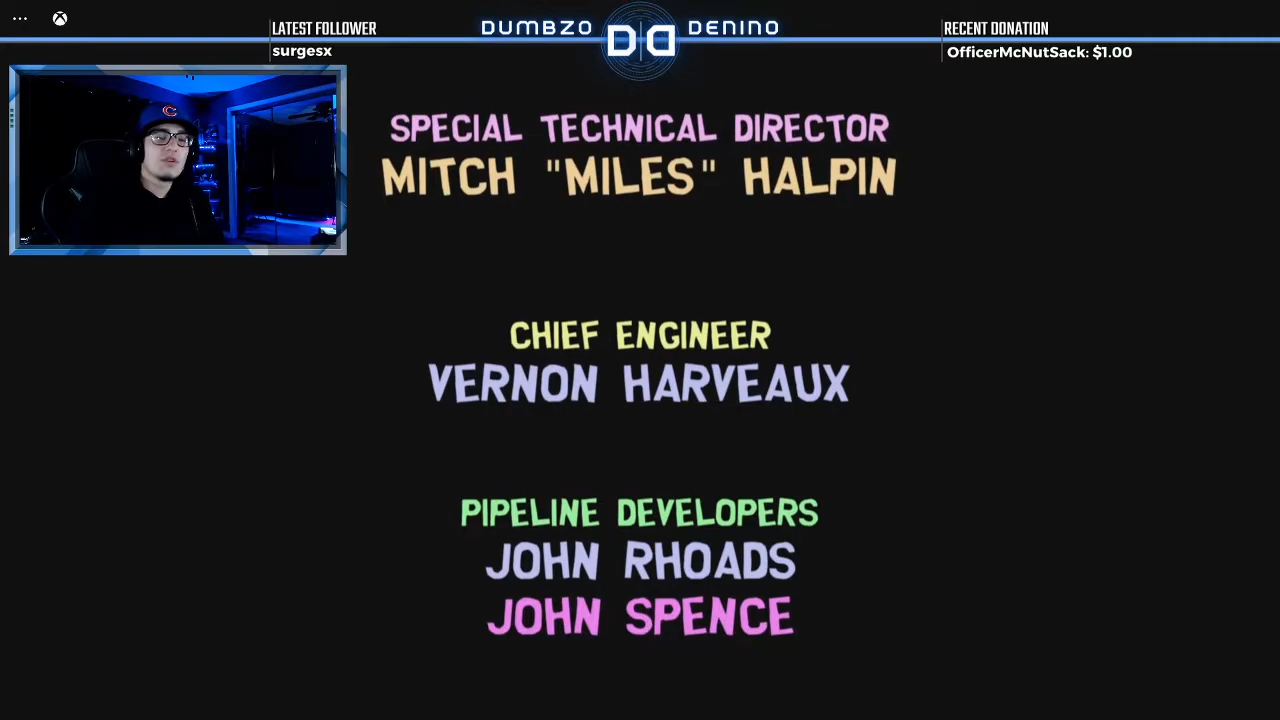 LATEST FOLLOWER
surgesx
DUMBZO DENINO
DD
RECENT DONATION
OfficerMcNutSack: $1.00
C
SPECIAL TECHNICAL DIRECTOR
MITCH "MILES" HALPIN
CHIEF ENGINEER
VERNON HARVEAUX
PIPELINE DEVELOPERS
JOHN RHOADS
JOHN SPENCE